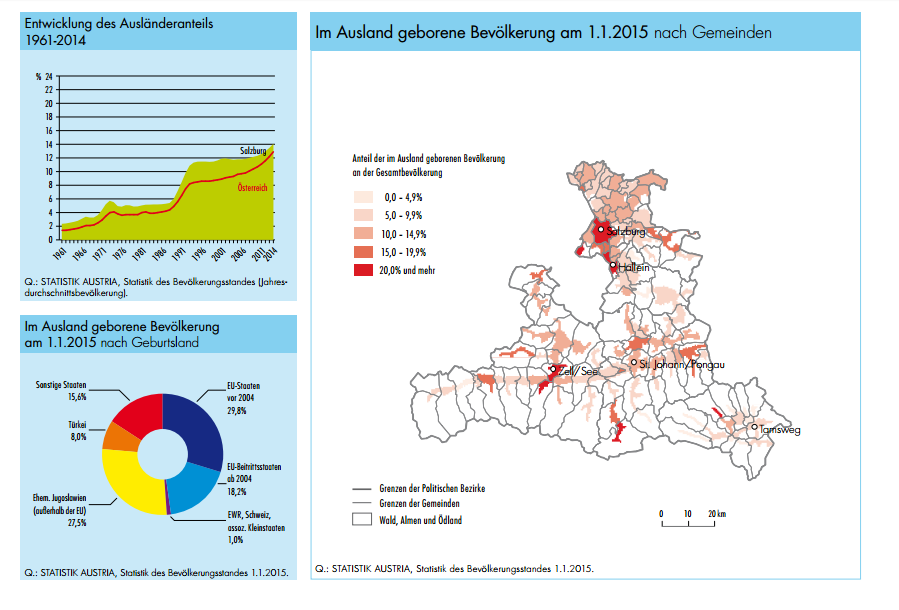 Entwicklung des Ausländeranteils
1961-2014
% 24
22
20
18
16
14
12
10
8
6
4
2
0
Salzburg
Österreich
1961
1966
1971
1976
1981
1986
1991
1996
2001
2006
2011
2014
Q.: STATISTIK AUSTRIA, Statistik des Bevölkerungsstandes (Jahres-
durchschnittsbevölkerung).
Im Ausland geborene Bevölkerung
am 1.1.2015 nach Geburtsland
Sonstige Staaten
15,6%
EU-Staaten
vor 2004
29,8%
Türkei
8,0%
EU-Beitrittsstaaten
ab 2004
18,2%
Ehem. Jugoslawien
(außerhalb der EU)
27,5%
EWR, Schweiz,
assoz. Kleinstaaten
1,0%
Q.: STATISTIK AUSTRIA, Statistik des Bevölkerungsstandes 1.1.2015.
Im Ausland geborene Bevölkerung am 1.1.2015 nach Gemeinden
Anteil der im Ausland geborenen Bevölkerung
an der Gesamtbevölkerung
0,0 - 4,9%
5,0 - 9,9%
10,0 - 14,9%
15,0 - 19,9%
20,0% und mehr
Salzburg
Hallein
Zell/See
St. Johann/Pongau
Tamsweg
Grenzen der Politischen Bezirke
Grenzen der Gemeinden
Wald, Almen und Ödland
0 10 20 km
Q.: STATISTIK AUSTRIA, Statistik des Bevölkerungsstandes 1.1.2015.